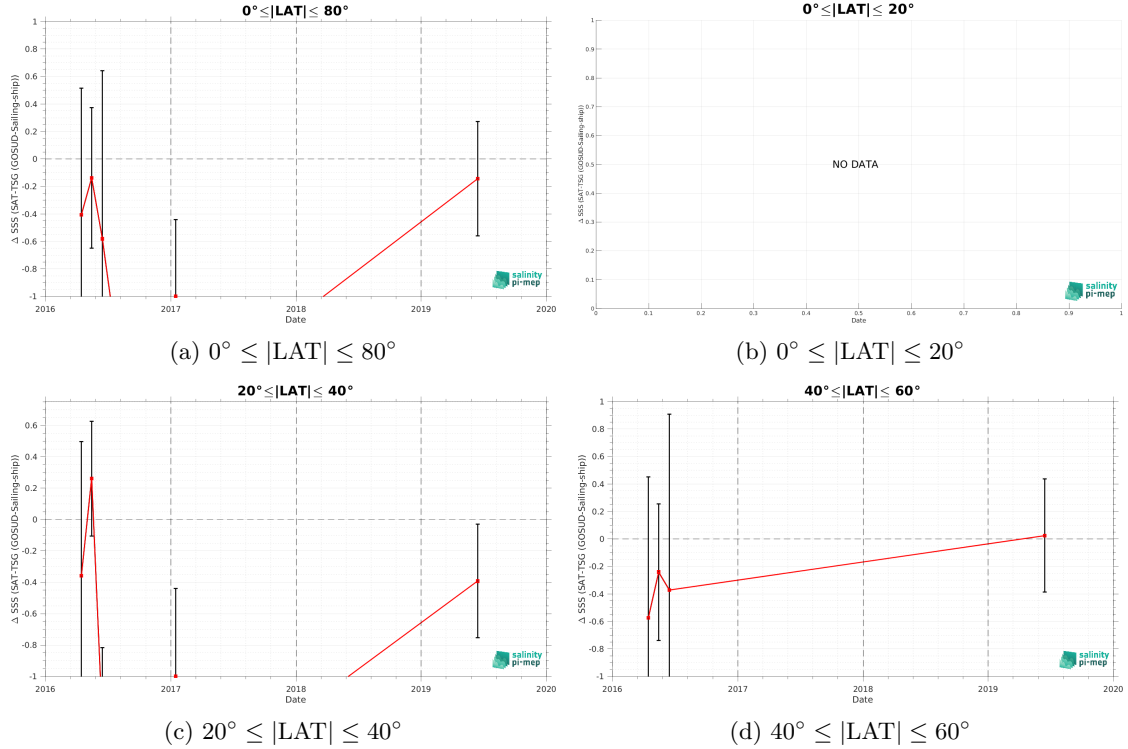 0°≤|LAT|≤ 80°
Δ SSS (SAT-TSG (GOSUD-Sailing-ship))
1
0.8
0.6
0.4
0.2
0
-0.2
-0.4
-0.6
-0.8
-1
2016 2017 2018 2019 2020
Date
salinity
pi-mep
(a) 0° ≤ |LAT| ≤ 80°
0°≤|LAT|≤ 20°
Δ SSS (SAT-TSG (GOSUD-Sailing-ship))
1
0.9
0.8
0.7
0.6
0.5
0.4
0.3
0.2
0.1
0
NO DATA
0 0.1 0.2 0.3 0.4 0.5 0.6 0.7 0.8 0.9 1
Date
salinity
pi-mep
(b) 0° ≤ |LAT| ≤ 20°
20°≤|LAT|≤ 40°
Δ SSS (SAT-TSG (GOSUD-Sailing-ship))
0.6
0.4
0.2
0
-0.2
-0.4
-0.6
-0.8
-1
2016 2017 2018 2019 2020
Date
salinity
pi-mep
(c) 20° ≤ |LAT| ≤ 40°
40°≤|LAT|≤ 60°
Δ SSS (SAT-TSG (GOSUD-Sailing-ship))
1
0.8
0.6
0.4
0.2
0
-0.2
-0.4
-0.6
-0.8
-1
2016 2017 2018 2019 2020
Date
salinity
pi-mep
(d) 40° ≤ |LAT| ≤ 60°